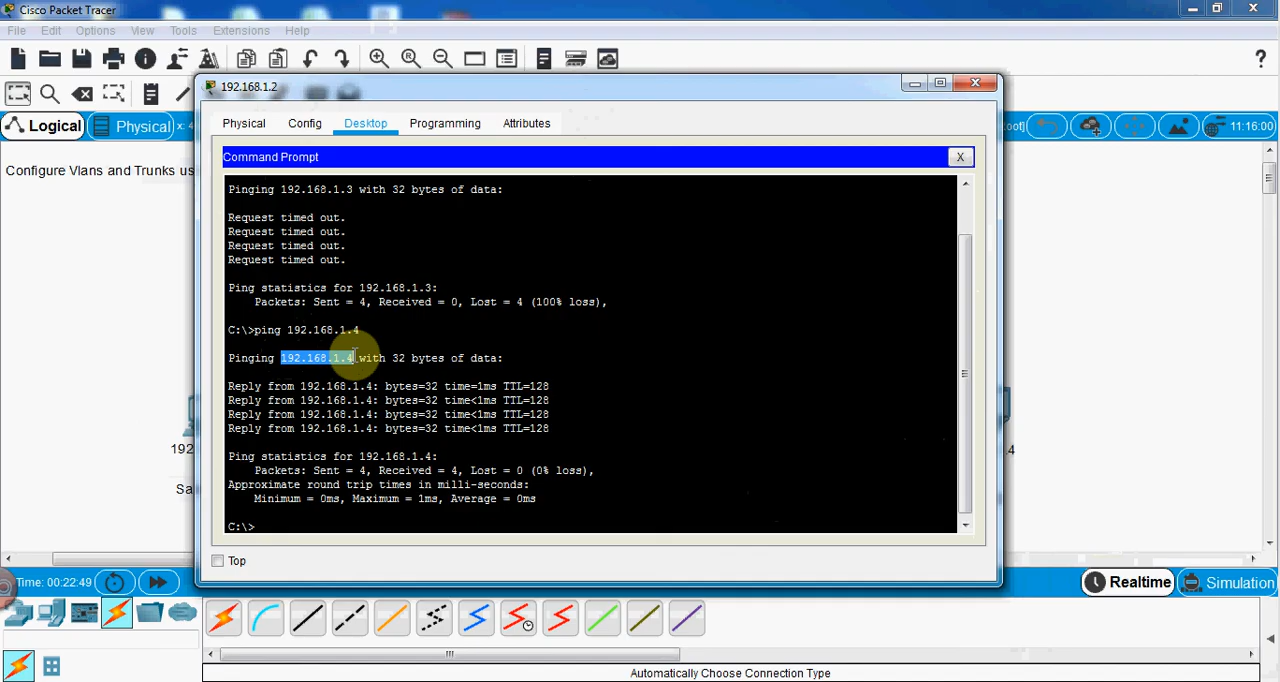 Cisco Packet Tracer
File Edit Options View Tools Extensions Help
?
192.168.1.2
Logical Physical x: 4 oot] 11:16:00
Physical Config Desktop Programming Attributes
Configure Vlans and Trunks us
Command Prompt X
Pinging 192.168.1.3 with 32 bytes of data:
Request timed out.
Request timed out.
Request timed out.
Request timed out.
Ping statistics for 192.168.1.3:
Packets: Sent = 4, Received = 0, Lost = 4 (100% loss),
C:\>ping 192.168.1.4
Pinging 192.168.1.4 with 32 bytes of data:
Reply from 192.168.1.4: bytes=32 time=1ms TTL=128
Reply from 192.168.1.4: bytes=32 time<1ms TTL=128
Reply from 192.168.1.4: bytes=32 time<1ms TTL=128
Reply from 192.168.1.4: bytes=32 time<1ms TTL=128
192 .4
Ping statistics for 192.168.1.4:
Packets: Sent = 4, Received = 4, Lost = 0 (0% loss),
Approximate round trip times in milli-seconds:
Sa
Minimum = 0ms, Maximum = 1ms, Average = 0ms
C:\>
Top
Time: 00:22:49 Realtime Simulation
Automatically Choose Connection Type